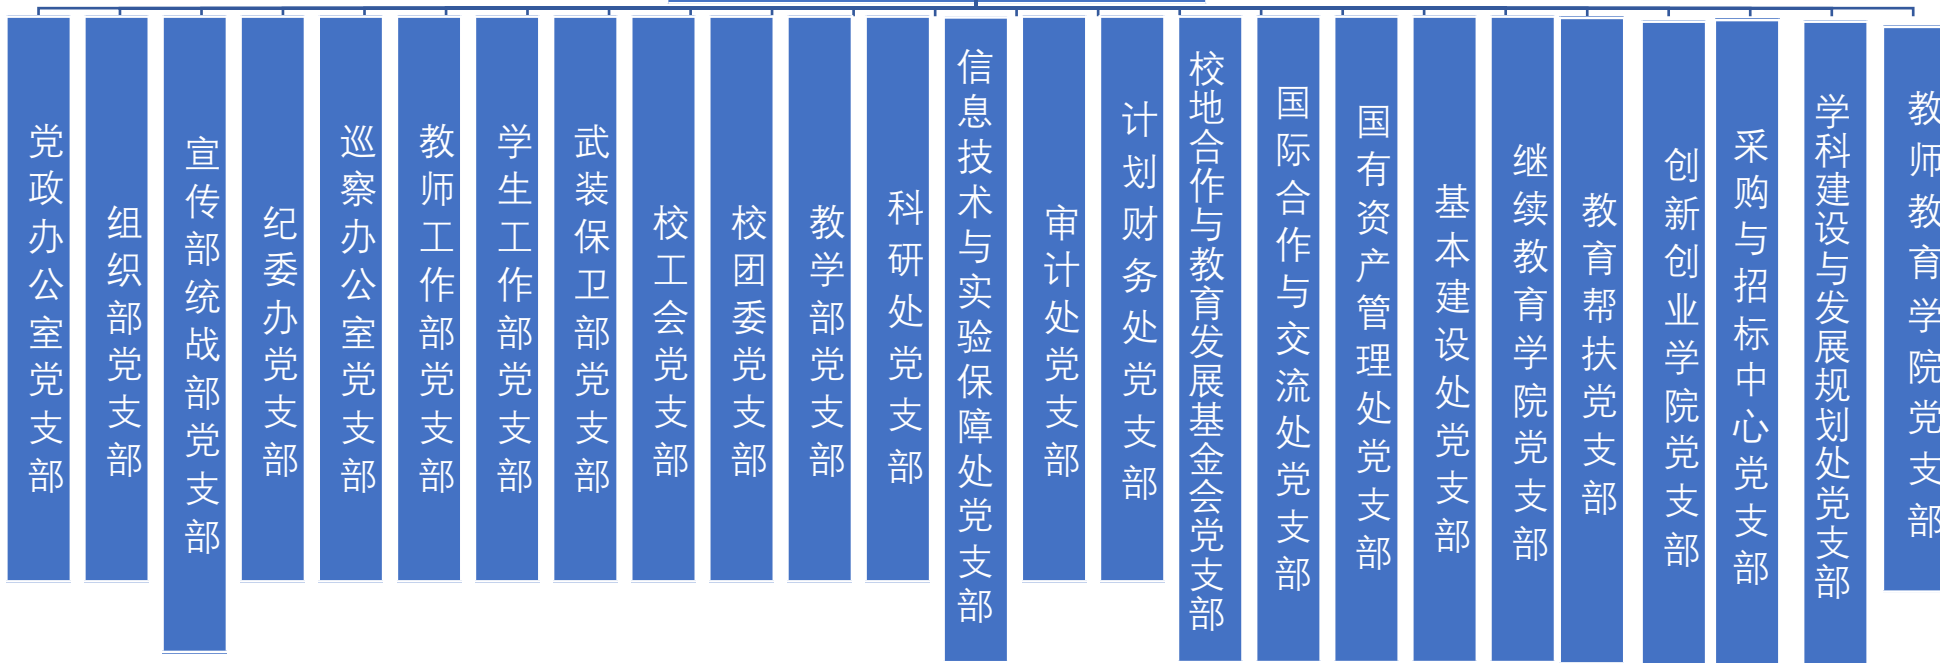 党政办公室党支部
组织部党支部
宣传部统战部党支部
纪委办党支部
巡察办公室党支部
教师工作部党支部
学生工作部党支部
武装保卫部党支部
校工会党支部
校团委党支部
教学部党支部
科研处党支部
信息技术与实验保障处党支部
审计处党支部
计划财务处党支部
校地合作与教育发展基金会党支部
国际合作与交流处党支部
国有资产管理处党支部
基本建设处党支部
继续教育学院党支部
教育帮扶党支部
创新创业学院党支部
采购与招标中心党支部
学科建设与发展规划处党支部
教师教育学院党支部